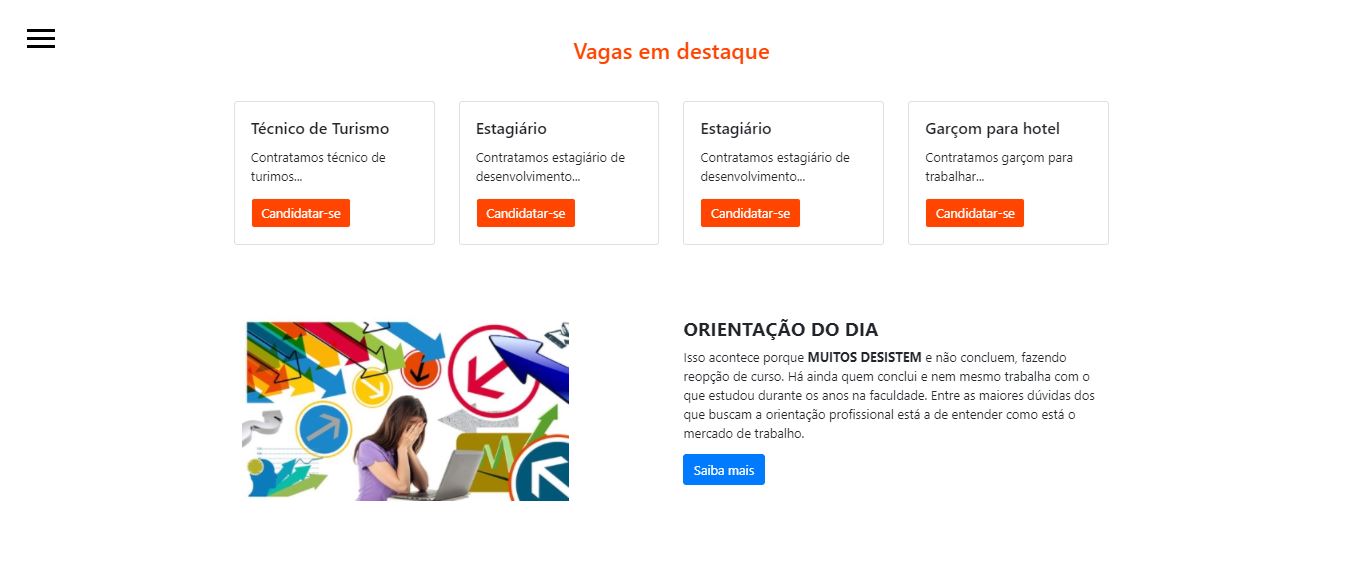 Vagas em destaque
Técnico de Turismo
Contratamos técnico de
turimos...
Candidatar-se
Estagiário
Contratamos estagiário de
desenvolvimento...
Candidatar-se
Estagiário
Contratamos estagiário de
desenvolvimento...
Candidatar-se
Garçom para hotel
Contratamos garçom para
trabalhar...
Candidatar-se
ORIENTAÇÃO DO DIA
Isso acontece porque MUITOS DESISTEM e não concluem, fazendo
reopção de curso. Há ainda quem conclui e nem mesmo trabalha com o
que estudou durante os anos na faculdade. Entre as maiores dúvidas dos
que buscam a orientação profissional está a de entender como está o
mercado de trabalho.
Saiba mais